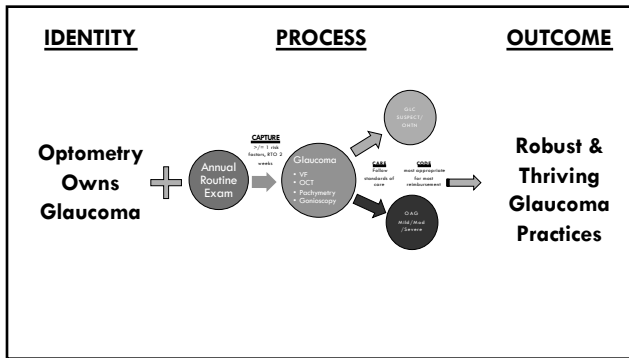 IDENTITY
PROCESS
OUTCOME
Optometry
Owns
Glaucoma
Annual
Routine
Exam
CAPTURE
>/= 1 risk
factors, RTO 2
weeks
Glaucoma
• VF
• OCT
• Pachymetry
• Gonioscopy
GLC
SUSPECT/
OHTN
CARE
Follow
standards of
care
CODE
most appropriate
for most
reimbursement
OAG
Mild/Mod
/Severe
Robust &
Thriving
Glaucoma
Practices